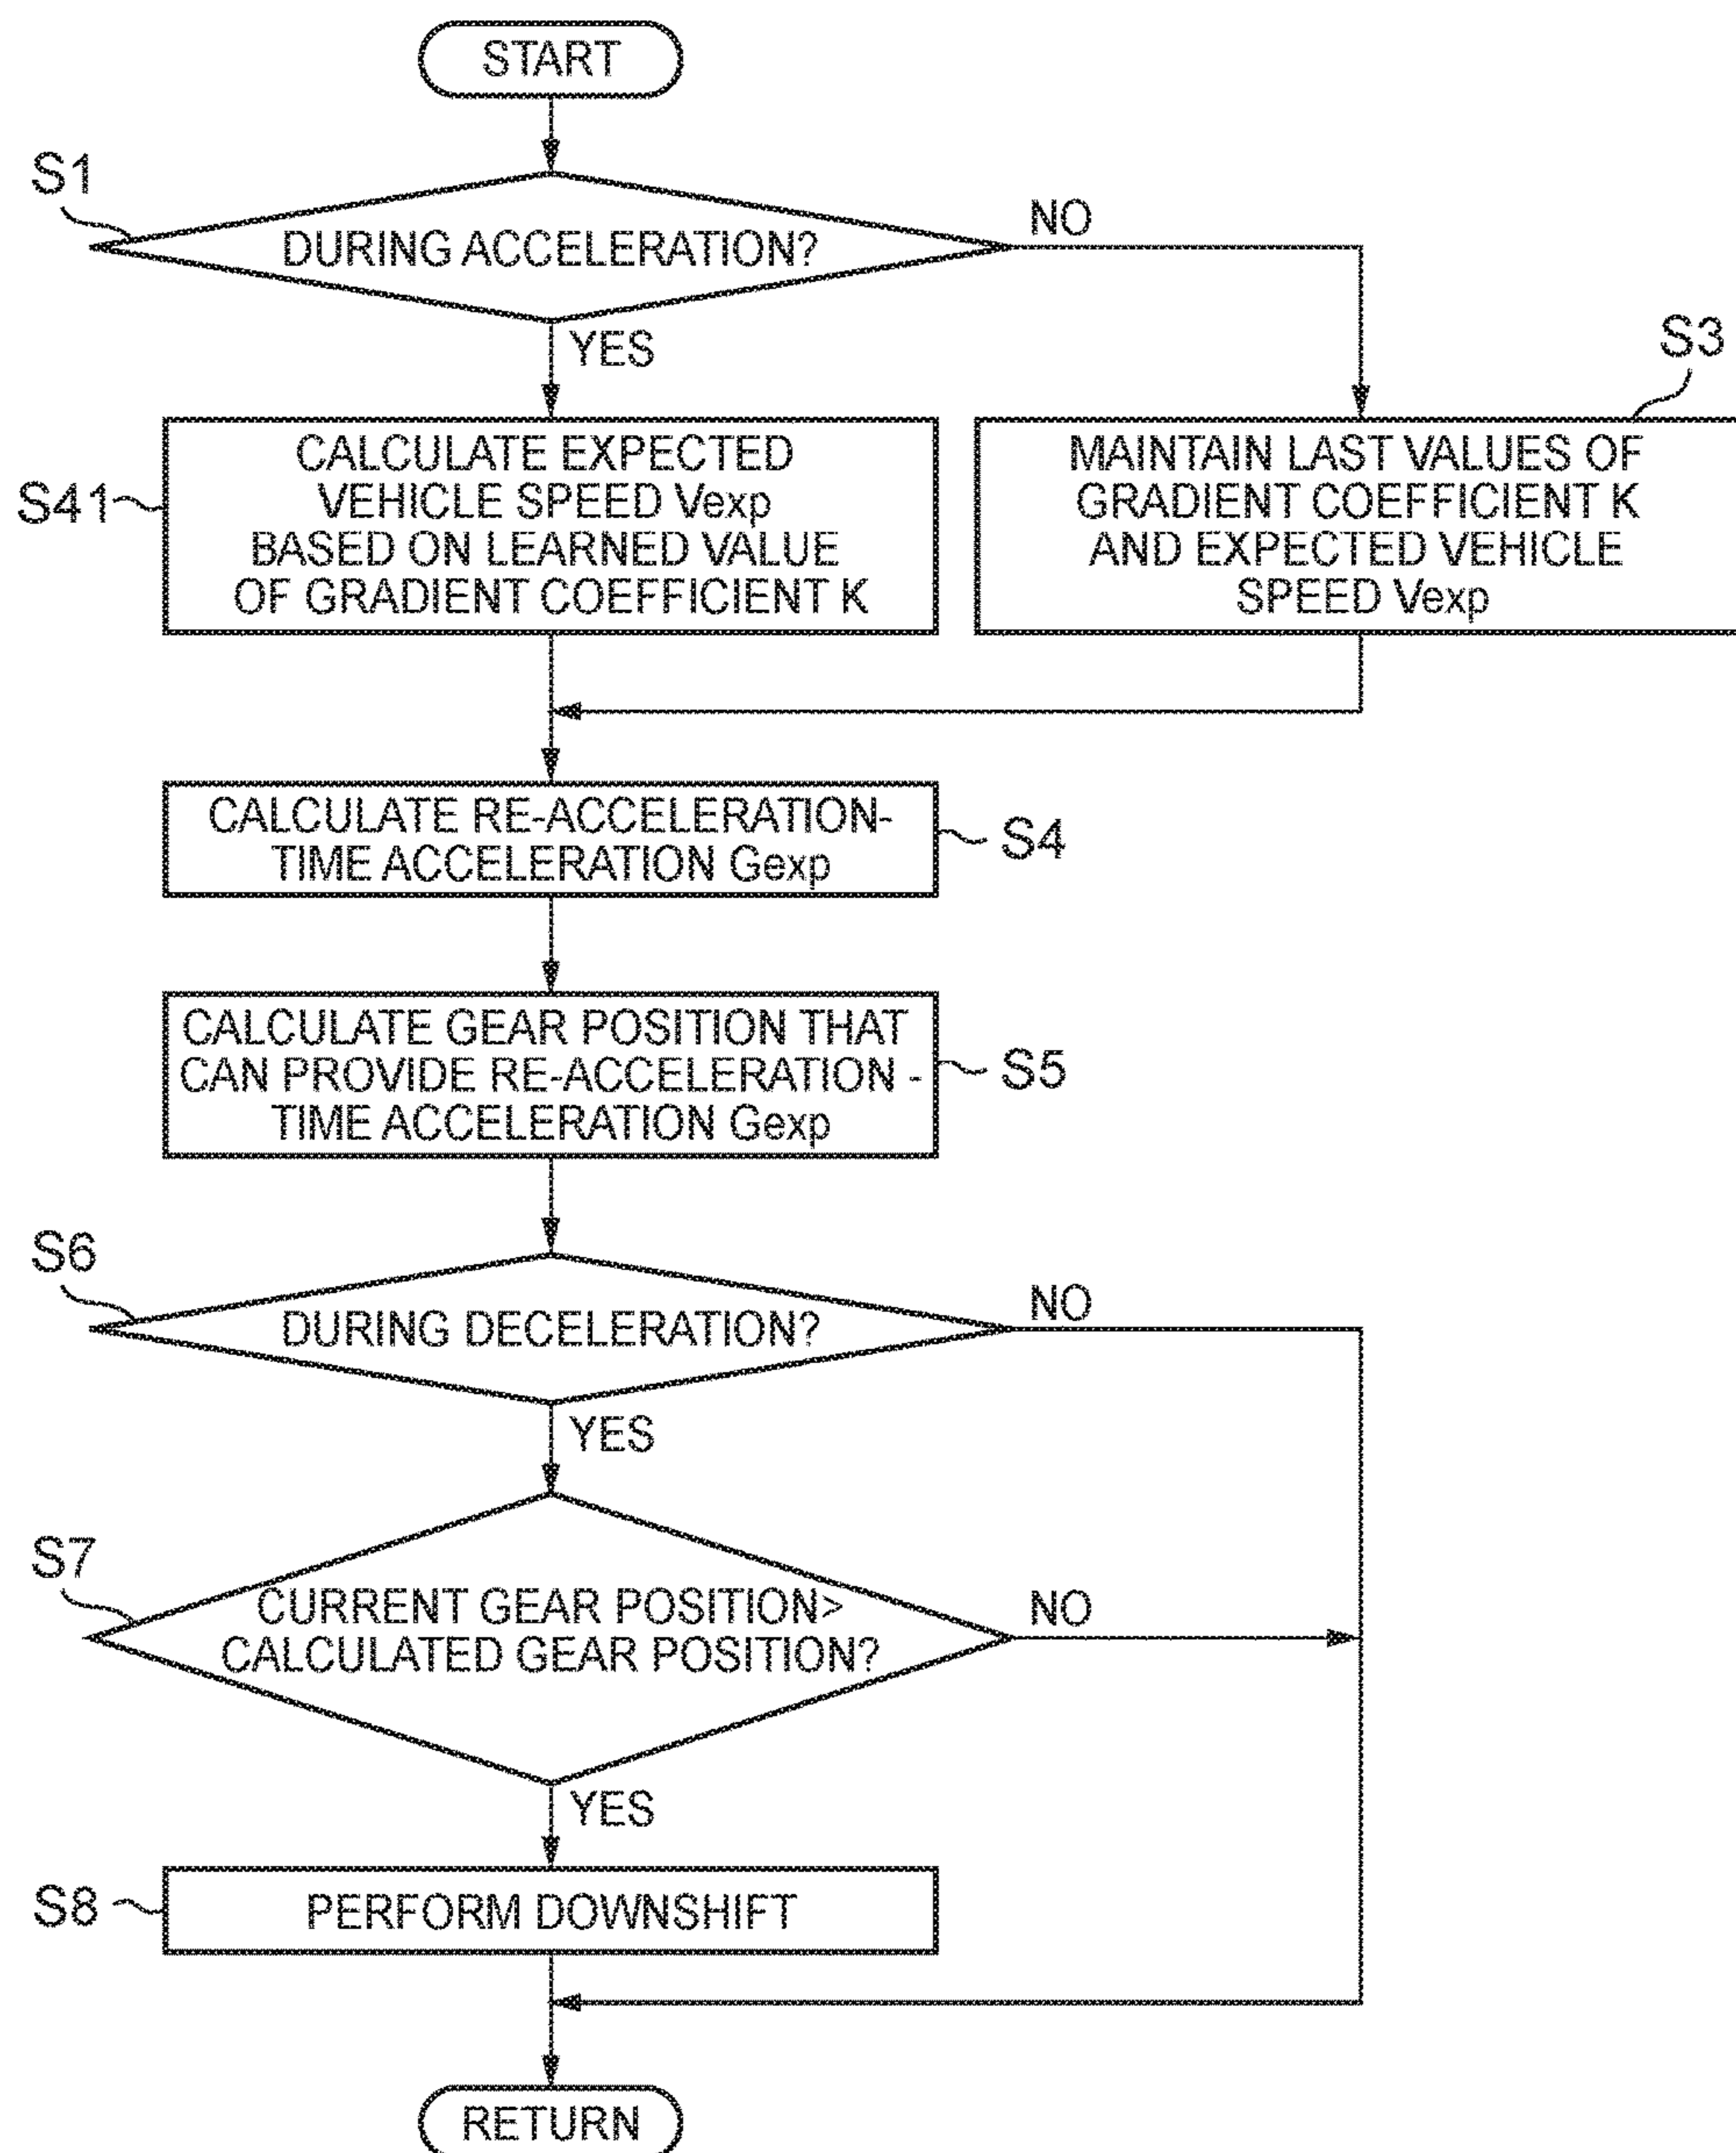 START
S1
DURING ACCELERATION?
NO
YES
S3
S41
CALCULATE EXPECTED
VEHICLE SPEED Vexp
BASED ON LEARNED VALUE
OF GRADIENT COEFFICIENT K
MAINTAIN LAST VALUES OF
GRADIENT COEFFICIENT K
AND EXPECTED VEHICLE
SPEED Vexp
CALCULATE RE-ACCELERATION-
TIME ACCELERATION Gexp
S4
CALCULATE GEAR POSITION THAT
CAN PROVIDE RE-ACCELERATION -
TIME ACCELERATION Gexp
S5
S6
DURING DECELERATION?
NO
YES
S7
CURRENT GEAR POSITION>
CALCULATED GEAR POSITION?
NO
YES
S8
PERFORM DOWNSHIFT
RETURN